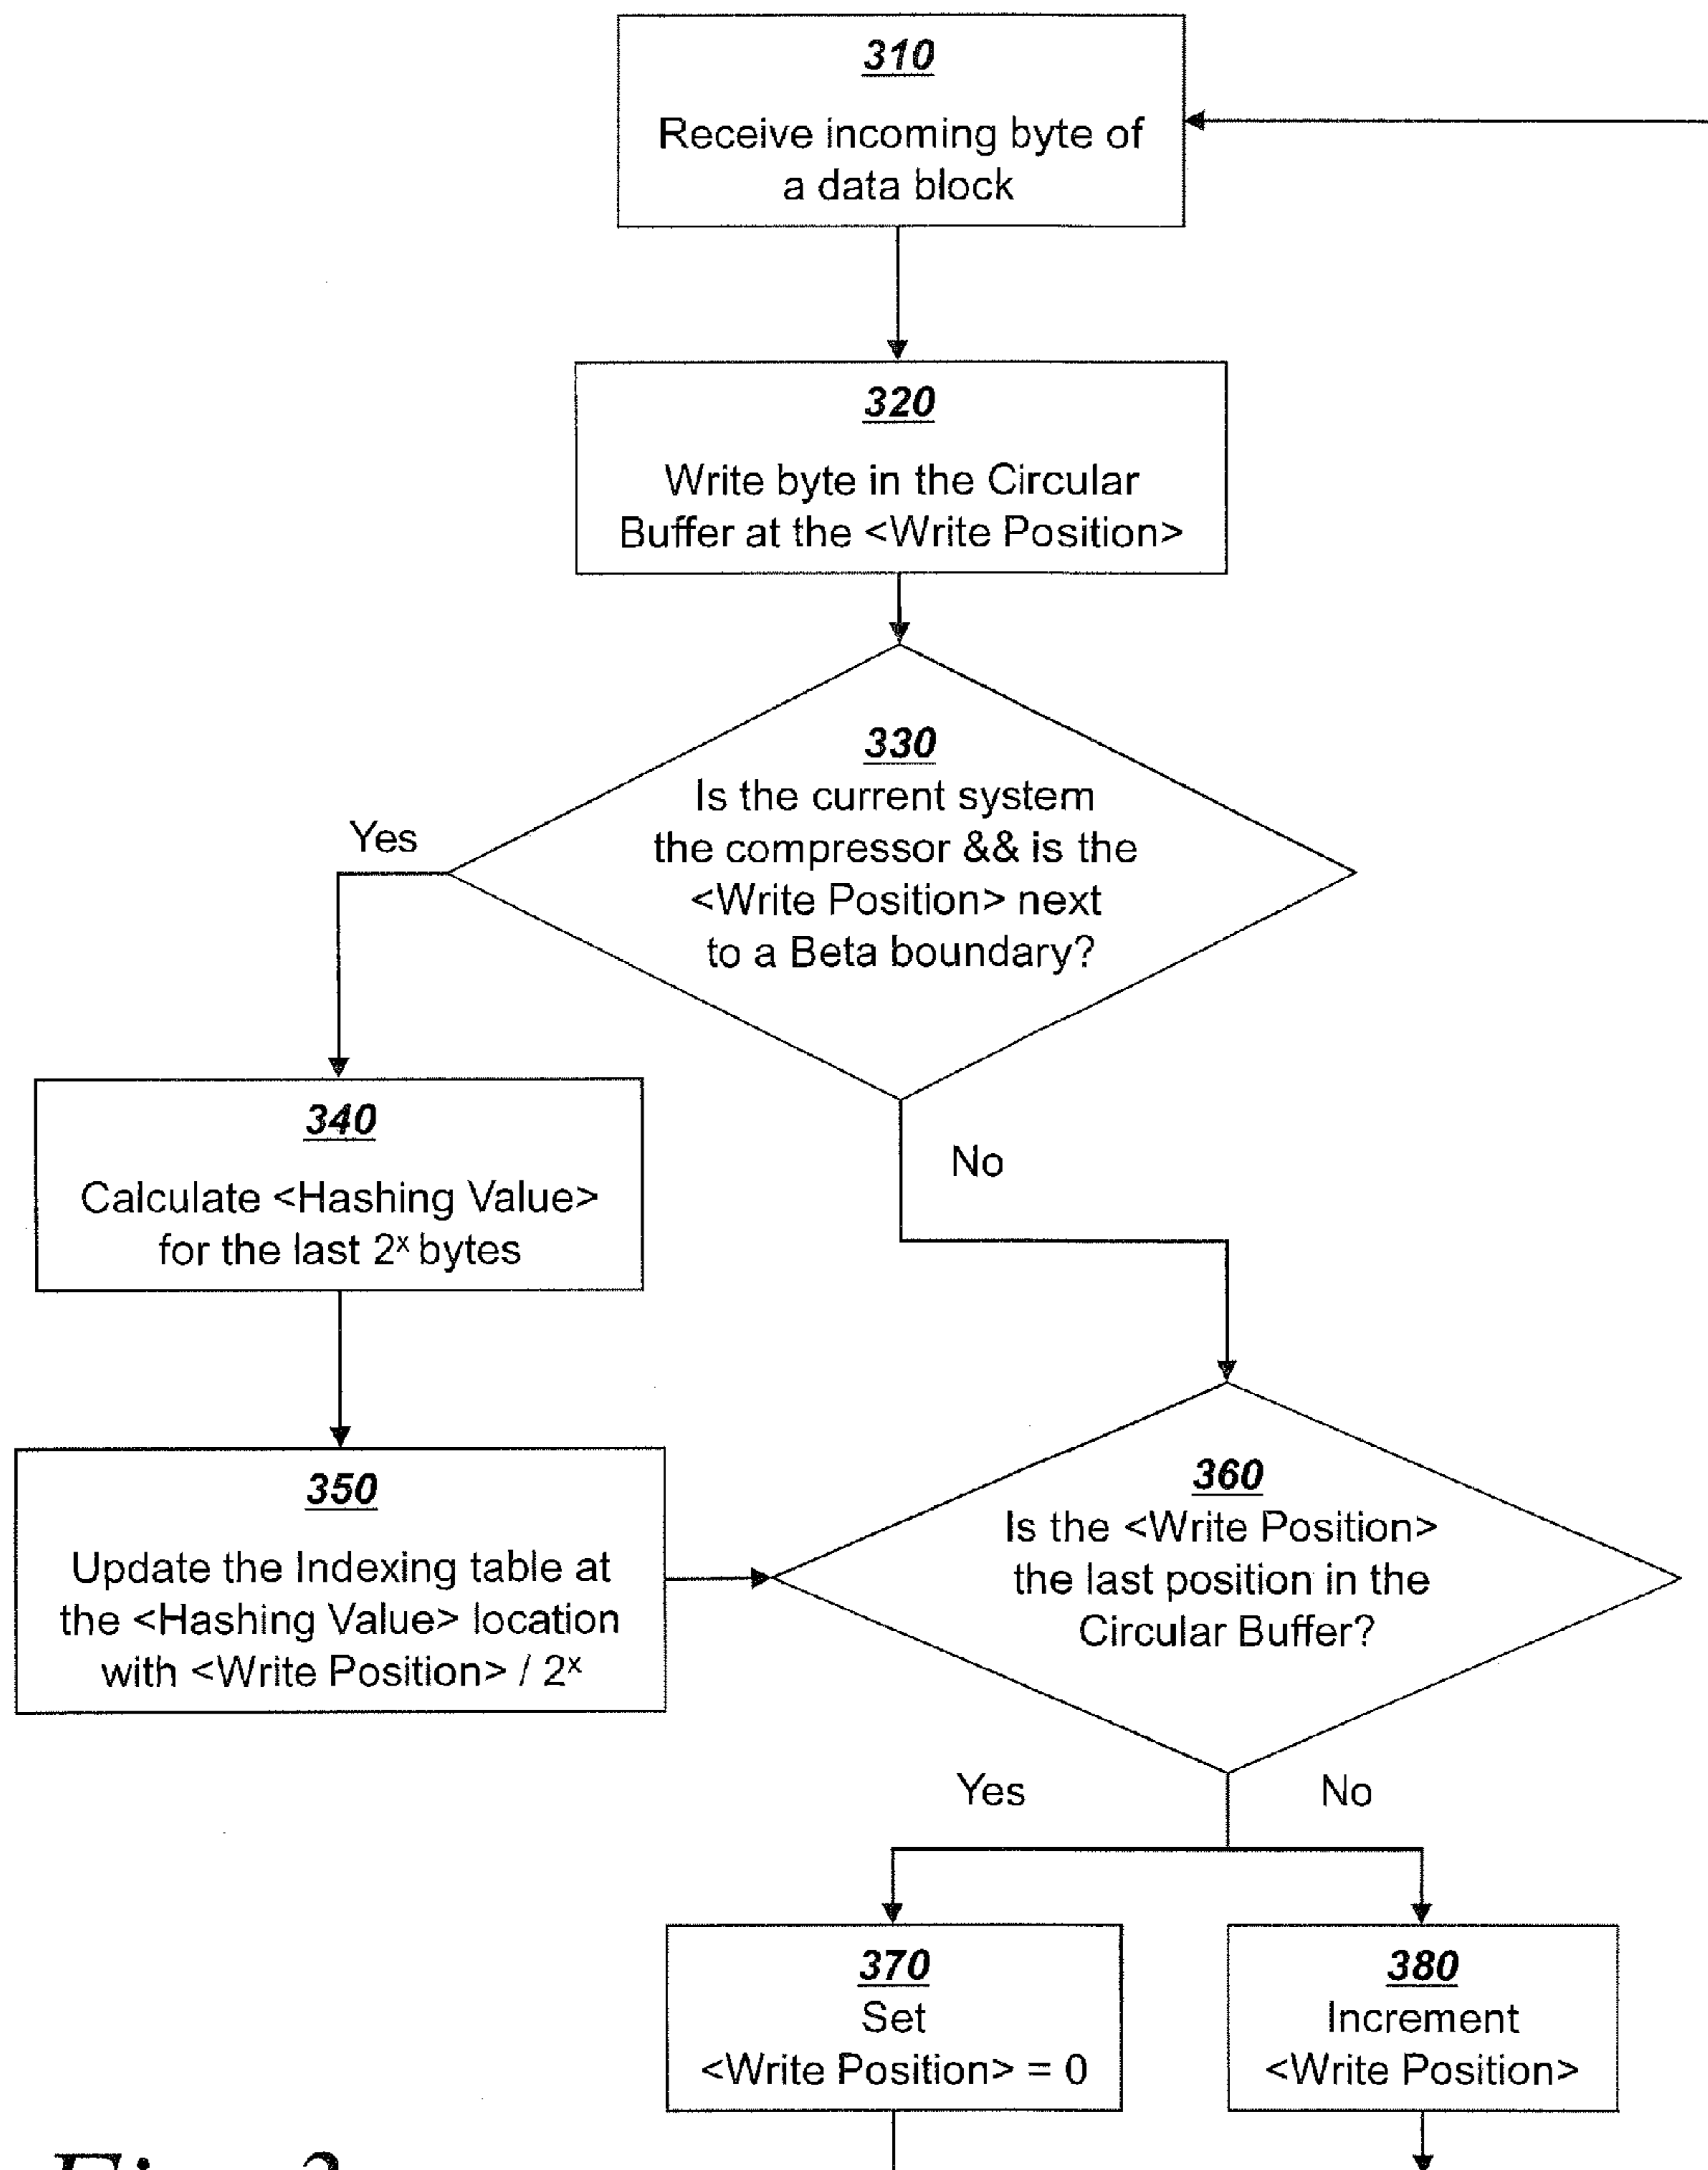 310
Receive incoming byte of
a data block
320
Write byte in the Circular
Buffer at the <Write Position>
330
Is the current system
the compressor && is the
<Write Position> next
to a Beta boundary?
Yes
No
340
Calculate <Hashing Value>
for the last 2ˣ bytes
350
Update the Indexing table at
the <Hashing Value> location
with <Write Position> / 2ˣ
360
Is the <Write Position>
the last position in the
Circular Buffer?
Yes
No
370
Set
<Write Position> = 0
380
Increment
<Write Position>